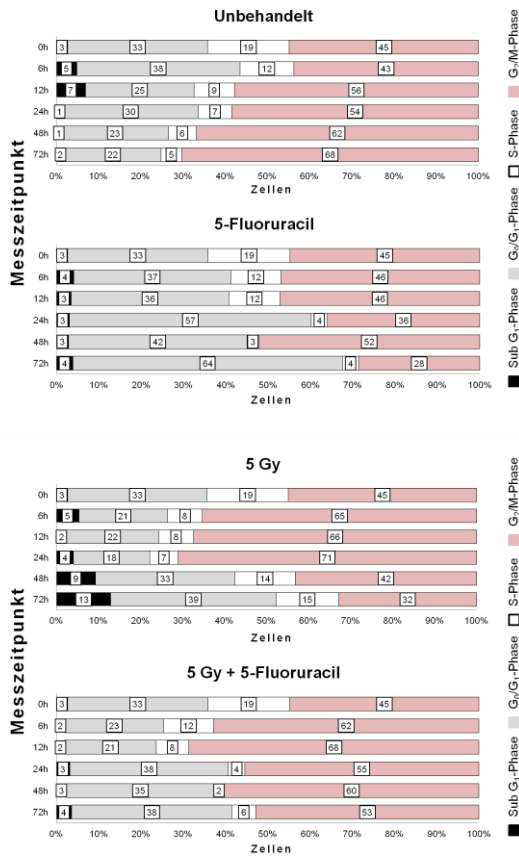 Unbehandelt
0h 3 33 19 45
6h 5 38 12 43
12h 7 25 9 56
24h 1 30 7 54
48h 1 23 6 62
72h 2 22 5 68
0% 10% 20% 30% 40% 50% 60% 70% 80% 90% 100%
Zellen
5-Fluoruracil
0h 3 33 19 45
6h 4 37 12 46
12h 3 36 12 46
24h 3 57 4 36
48h 3 42 3 52
72h 4 64 4 28
0% 10% 20% 30% 40% 50% 60% 70% 80% 90% 100%
Zellen
Messzeitpunkt
Sub G₁-Phase G₀/G₁-Phase S-Phase G₂/M-Phase
5 Gy
0h 3 33 19 45
6h 5 21 8 65
12h 2 22 8 66
24h 4 18 7 71
48h 9 33 14 42
72h 13 39 15 32
0% 10% 20% 30% 40% 50% 60% 70% 80% 90% 100%
Zellen
5 Gy + 5-Fluoruracil
0h 3 33 19 45
6h 2 23 12 62
12h 2 21 8 68
24h 3 38 4 55
48h 3 35 2 60
72h 4 38 6 53
0% 10% 20% 30% 40% 50% 60% 70% 80% 90% 100%
Zellen
Messzeitpunkt
Sub G₁-Phase G₀/G₁-Phase S-Phase G₂/M-Phase